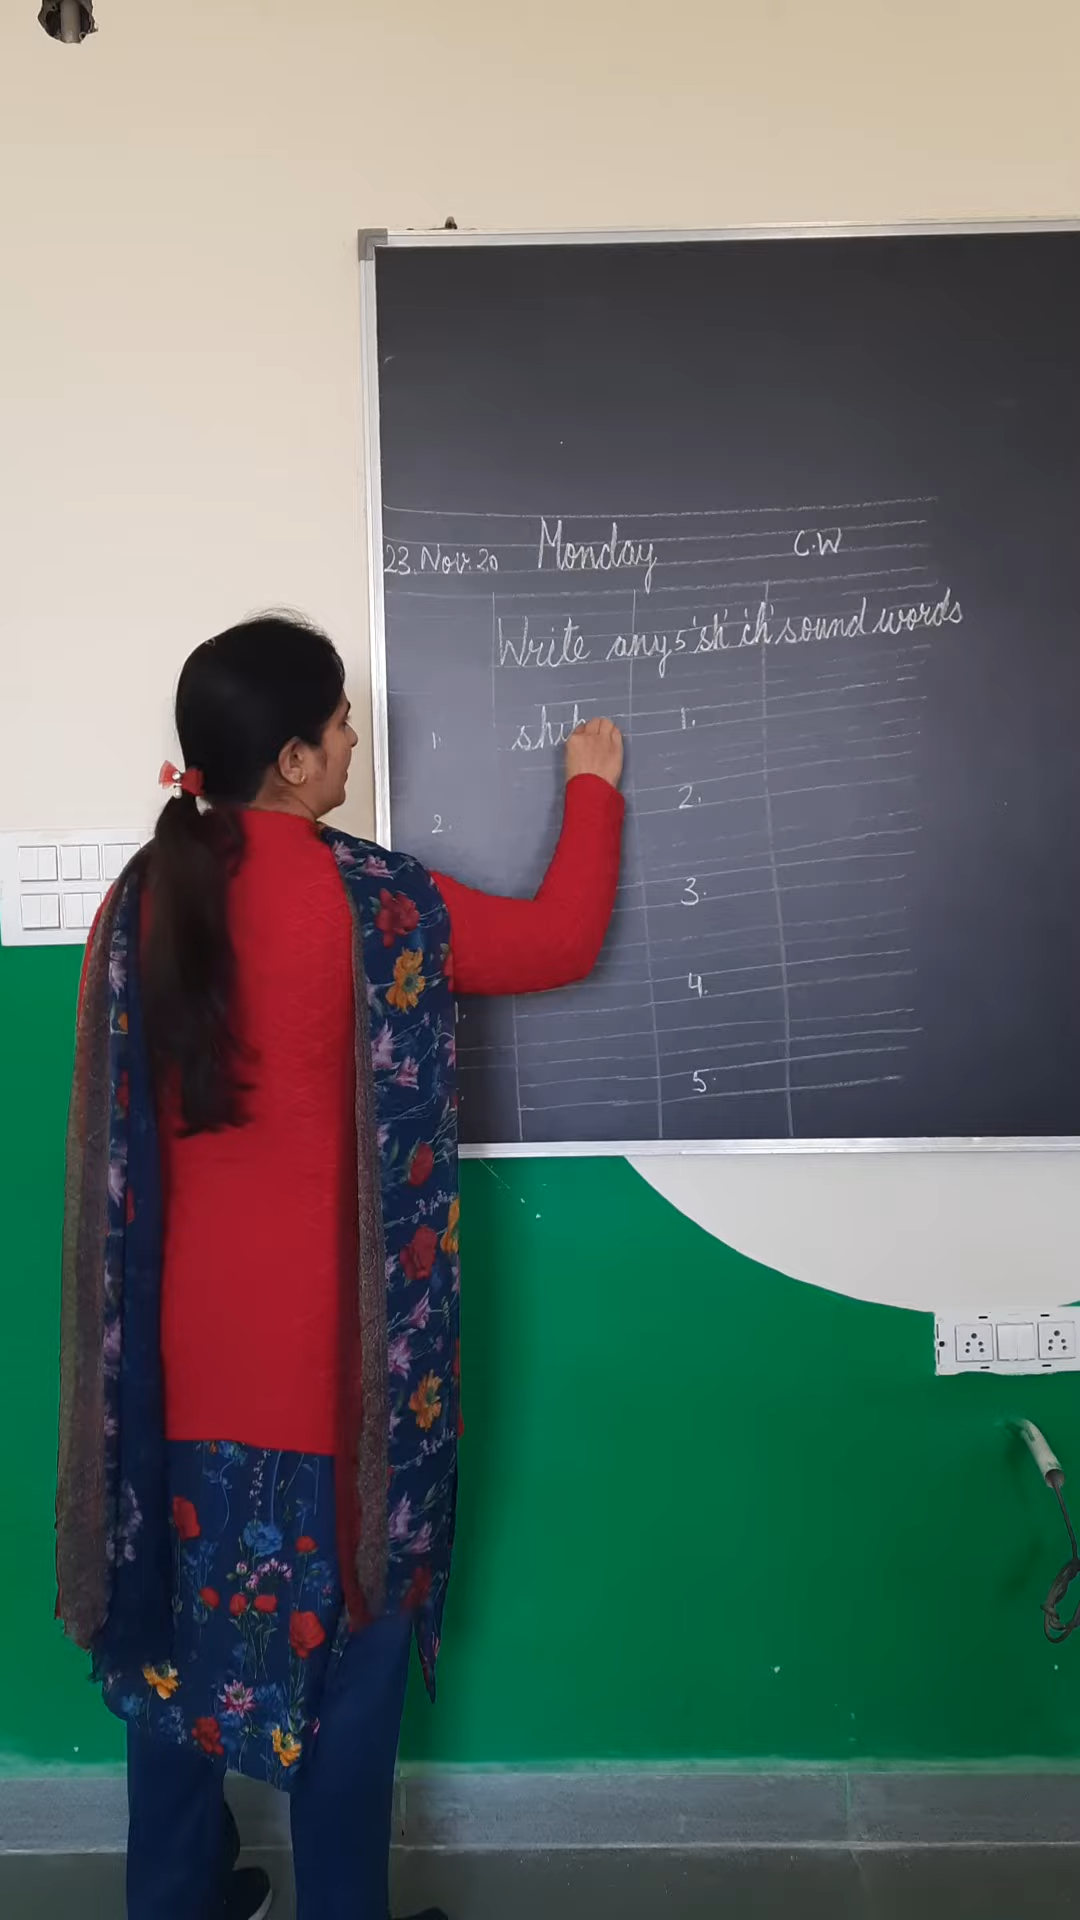 23. Nov. 20 Monday C.W
Write any 5 'sh' 'ch' sound words
1. 1.
2. 2.
3.
4.
5.